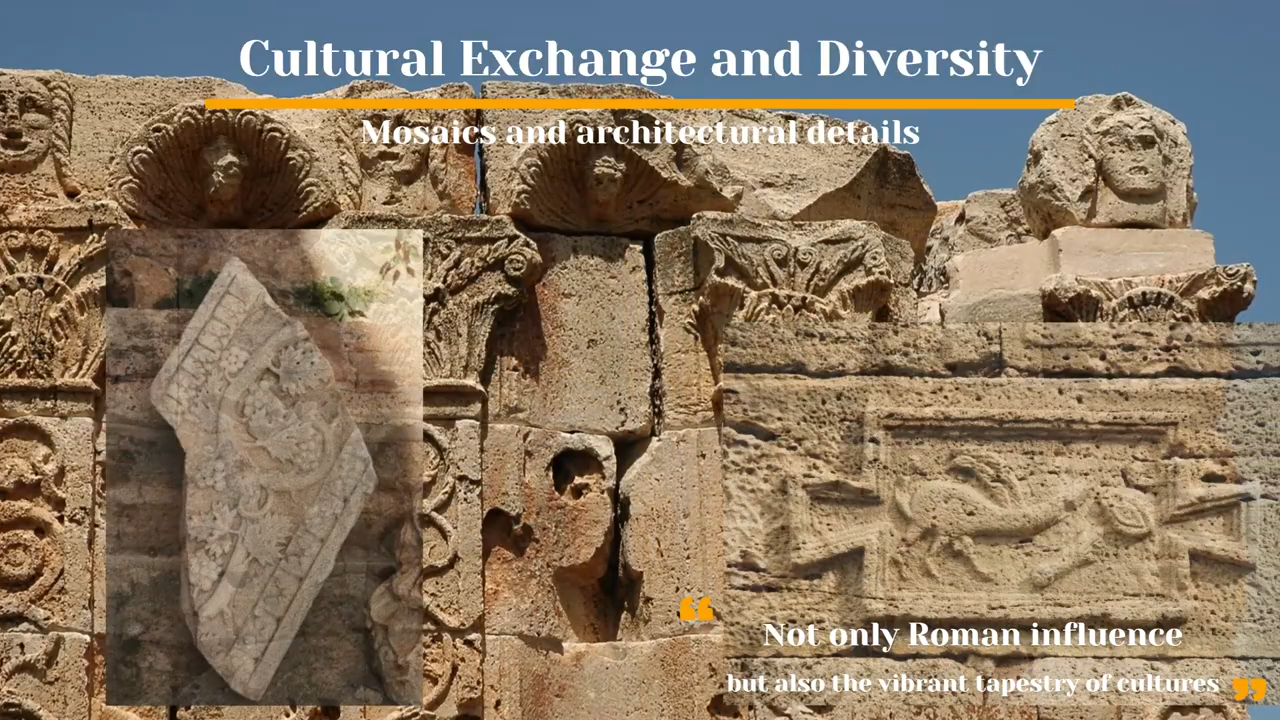 Cultural Exchange and Diversity
Mosaics and architectural details
“
Not only Roman influence
but also the vibrant tapestry of cultures ”